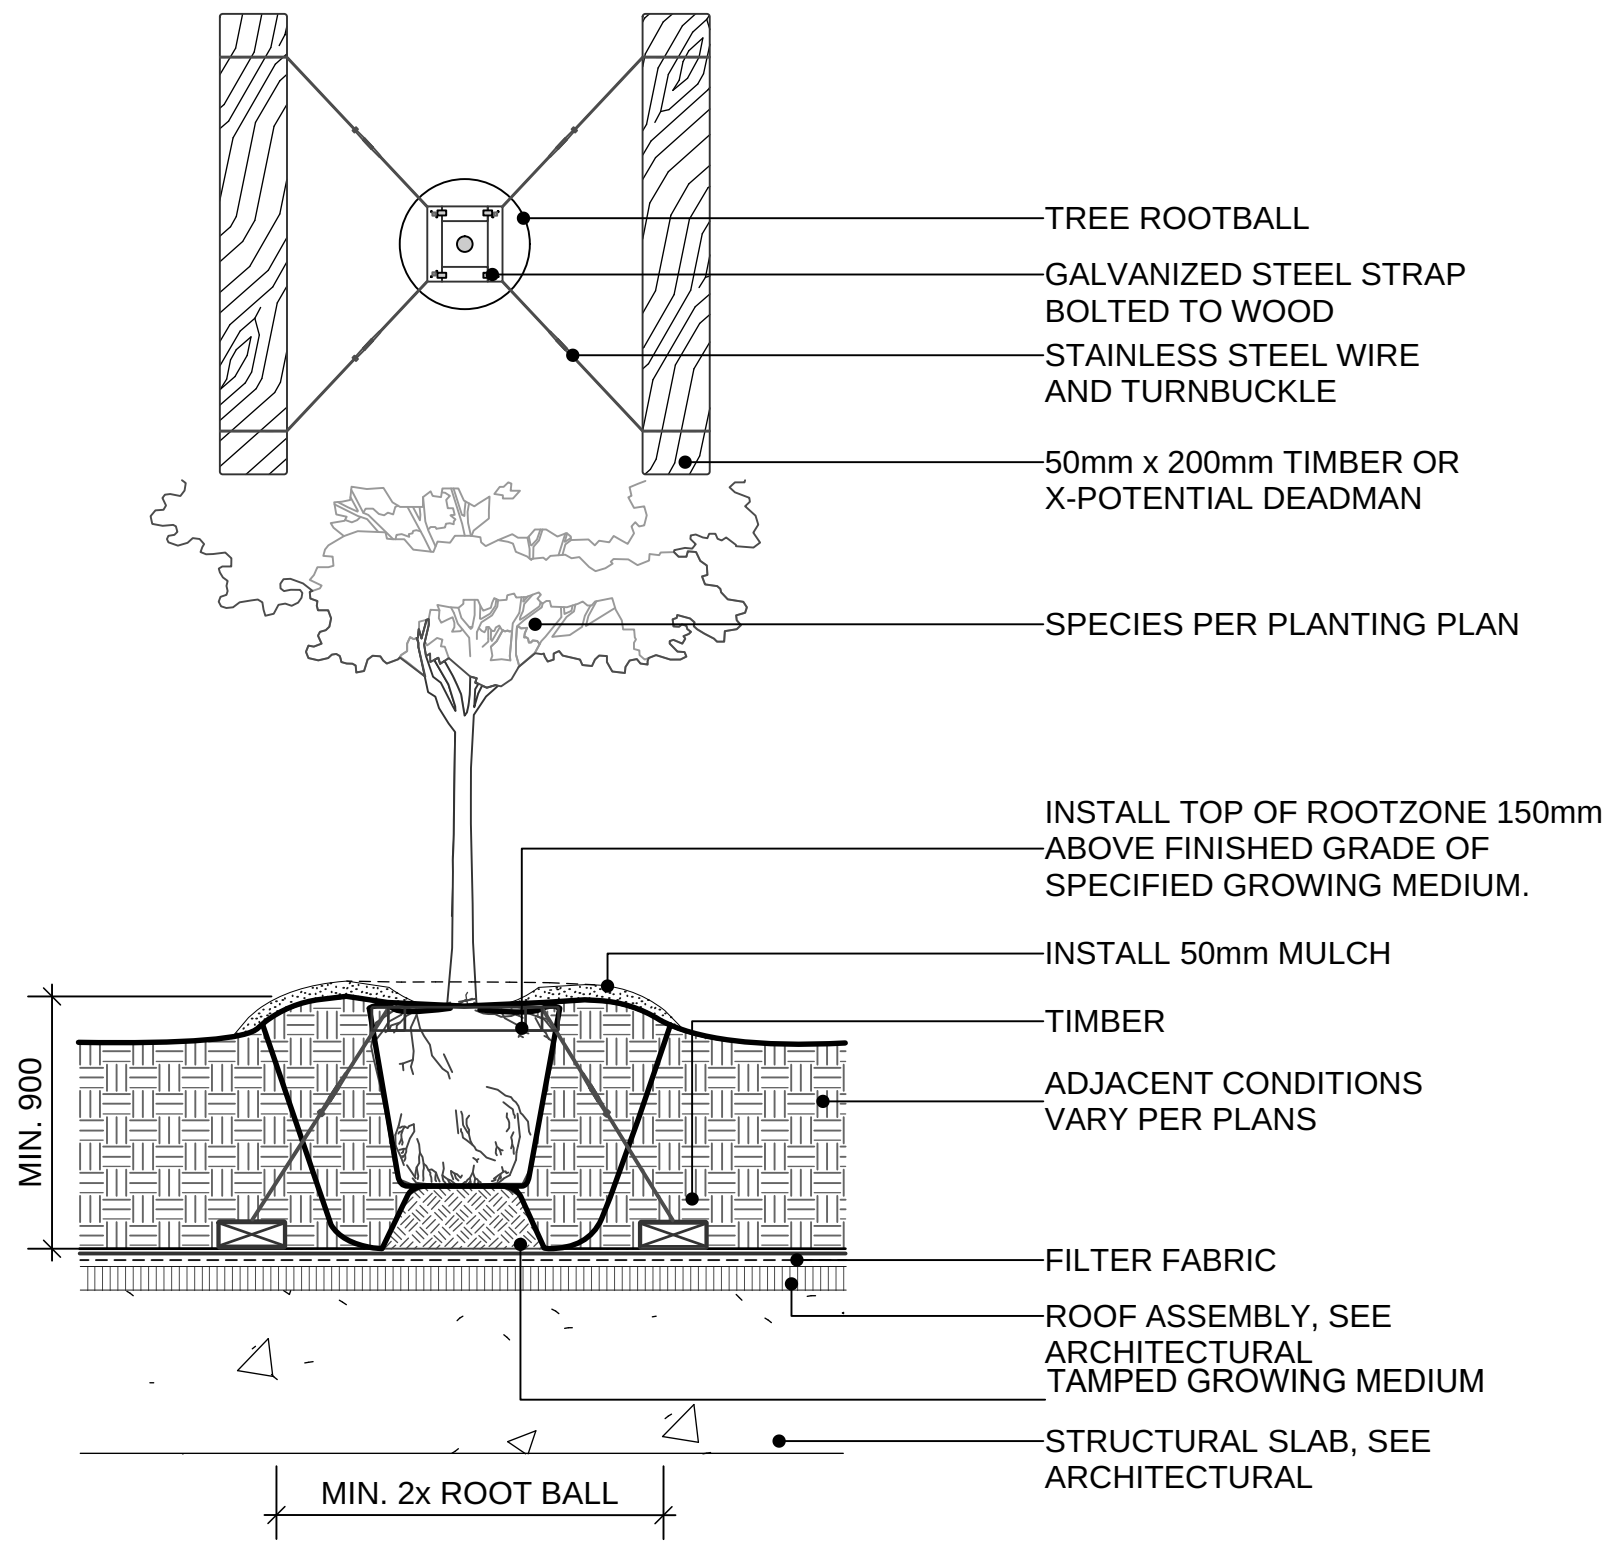 TREE ROOTBALL
GALVANIZED STEEL STRAP
BOLTED TO WOOD
STAINLESS STEEL WIRE
AND TURNBUCKLE
50mm x 200mm TIMBER OR
X-POTENTIAL DEADMAN
SPECIES PER PLANTING PLAN
INSTALL TOP OF ROOTZONE 150mm
ABOVE FINISHED GRADE OF
SPECIFIED GROWING MEDIUM.
INSTALL 50mm MULCH
TIMBER
ADJACENT CONDITIONS
VARY PER PLANS
MIN. 900
FILTER FABRIC
ROOF ASSEMBLY, SEE
ARCHITECTURAL
TAMPED GROWING MEDIUM
STRUCTURAL SLAB, SEE
ARCHITECTURAL
MIN. 2x ROOT BALL